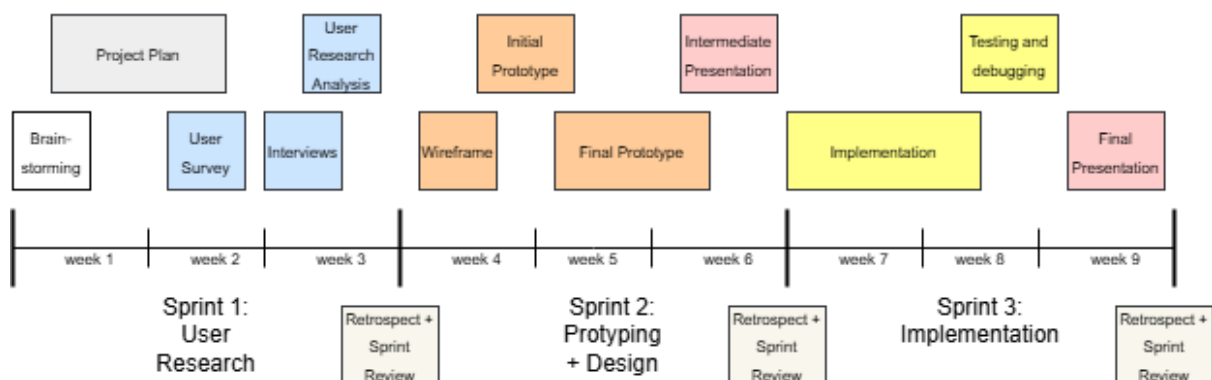 Project Plan
User
Research
Analysis
Initial
Prototype
Intermediate
Presentation
Testing and
debugging
Brain-
storming
User
Survey
Interviews
Wireframe
Final Prototype
Implementation
Final
Presentation
week 1
week 2
week 3
week 4
week 5
week 6
week 7
week 8
week 9
Sprint 1:
User
Research
Retrospect +
Sprint
Review
Sprint 2:
Protyping
+ Design
Retrospect +
Sprint
Review
Sprint 3:
Implementation
Retrospect +
Sprint
Review